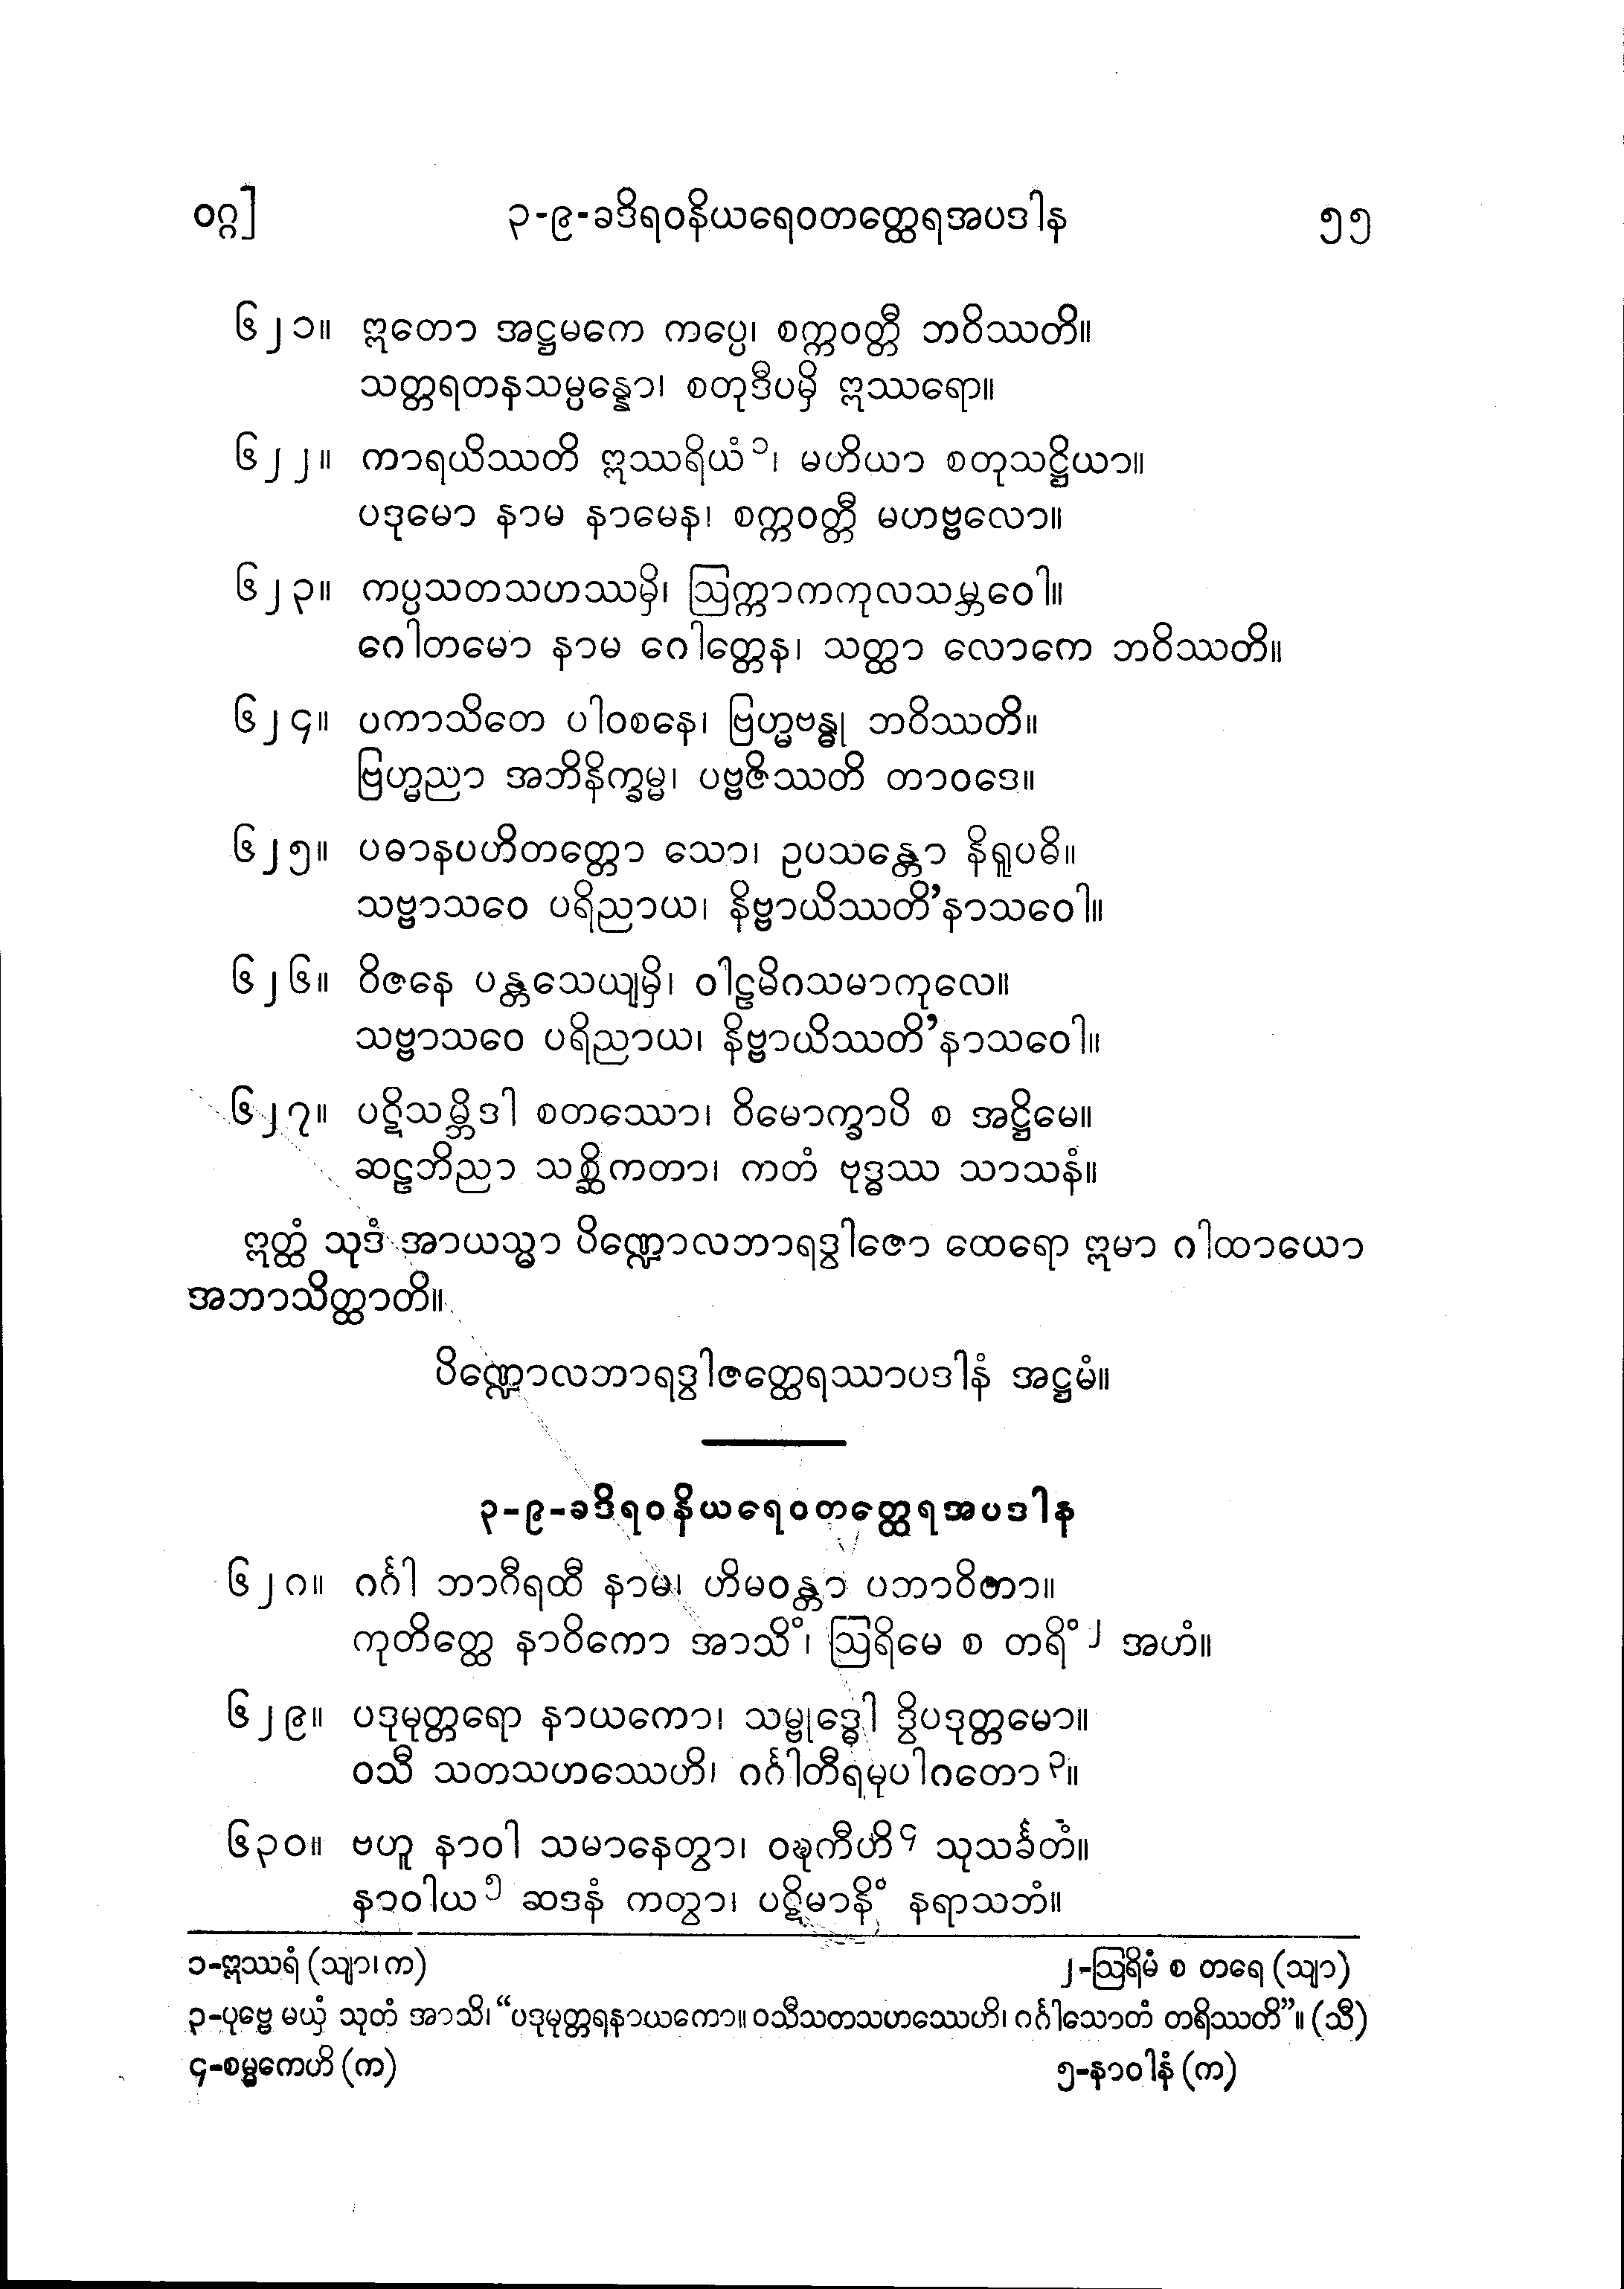 ဝဂ္ဂ] ၃-၉-ခဒိရဝနိယရေဝတတ္ထေရအပဒါန ၅၅
၆၂၁။ ဣတော အဋ္ဌမကေ ကပ္ပေ၊ စက္ကဝတ္တီ ဘဝိဿတိ။
သတ္တရတနသမ္ပန္နော၊ စတုဒီပမှိ ဣဿရော။
၆၂၂။ ကာရယိဿတိ ဣဿရိယံ၁၊ မဟိယာ စတုသဋ္ဌိယာ။
ပဒုမော နာမ နာမေန၊ စက္ကဝတ္တီ မဟဗ္ဗလော။
၆၂၃။ ကပ္ပသတသဟဿမှိ၊ ဩက္ကာကကုလသမ္ဘဝေါ။
ဂေါတမော နာမ ဂေါတ္တေန၊ သတ္ထာ လောကေ ဘဝိဿတိ။
၆၂၄။ ပကာသိတေ ပါဝစနေ၊ ဗြဟ္မဗန္ဓု ဘဝိဿတိ။
ဗြဟ္မညာ အဘိနိက္ခမ္မ၊ ပဗ္ဗဇိဿတိ တာဝဒေ။
၆၂၅။ ပဓာနပဟိတတ္တော သော၊ ဥပသန္တော နိရူပဓိ။
သဗ္ဗာသဝေ ပရိညာယ၊ နိဗ္ဗာယိဿတိ’နာသဝေါ။
၆၂၆။ ဝိဇနေ ပန္တသေယျမှိ၊ ဝါဠမိဂသမာကုလေ။
သဗ္ဗာသဝေ ပရိညာယ၊ နိဗ္ဗာယိဿတိ’နာသဝေါ။
၆၂၇။ ပဋိသမ္ဘိဒါ စတဿော၊ ဝိမောက္ခာပိ စ အဋ္ဌိမေ။
ဆဠဘိညာ သစ္ဆိကတာ၊ ကတံ ဗုဒ္ဓဿ သာသနံ။
ဣတ္ထံ သုဒံ အာယသ္မာ ပိဏ္ဍောလဘာရဒွါဇော ထေရော ဣမာ ဂါထာယော
အဘာသိတ္ထာတိ။
ပိဏ္ဍောလဘာရဒွါဇတ္ထေရဿာပဒါနံ အဋ္ဌမံ။
၃-၉-ခဒိရဝနိယရေဝတတ္ထေရအပဒါန
၆၂၈။ ဂင်္ဂါ ဘာဂီရထီ နာမ၊ ဟိမဝန္တာ ပဘာဝိတာ။
ကုတိတ္ထေ နာဝိကော အာသိံ၊ ဩရိမေ စ တရိံ၂ အဟံ။
၆၂၉။ ပဒုမုတ္တရော နာယကော၊ သမ္ဗုဒ္ဓေါ ဒွိပဒုတ္တမော။
ဝသီ သတသဟဿေဟိ၊ ဂင်္ဂါတီရမုပါဂတော၃။
၆၃၀။ ဗဟူ နာဝါ သမာနေတွာ၊ ဝဍ္ဎကီဟိ၄ သုသင်္ခတံ။
နာဝါယ၅ ဆဒနံ ကတွာ၊ ပဋိမာနိံ နရာသဘံ။
၁-ဣဿရံ (သျာ၊ က) ၂-ဩရိမံ စ တရေ (သျာ)
၃-ပုဗ္ဗေ မယှံ သုတံ အာသိ၊ “ပဒုမုတ္တရနာယကော။ ဝသီသတသဟဿေဟိ၊ ဂင်္ဂါသောတံ တရိဿတိ”။ (သီ)
၄-စမ္မကေဟိ (က) ၅-နာဝါနံ (က)